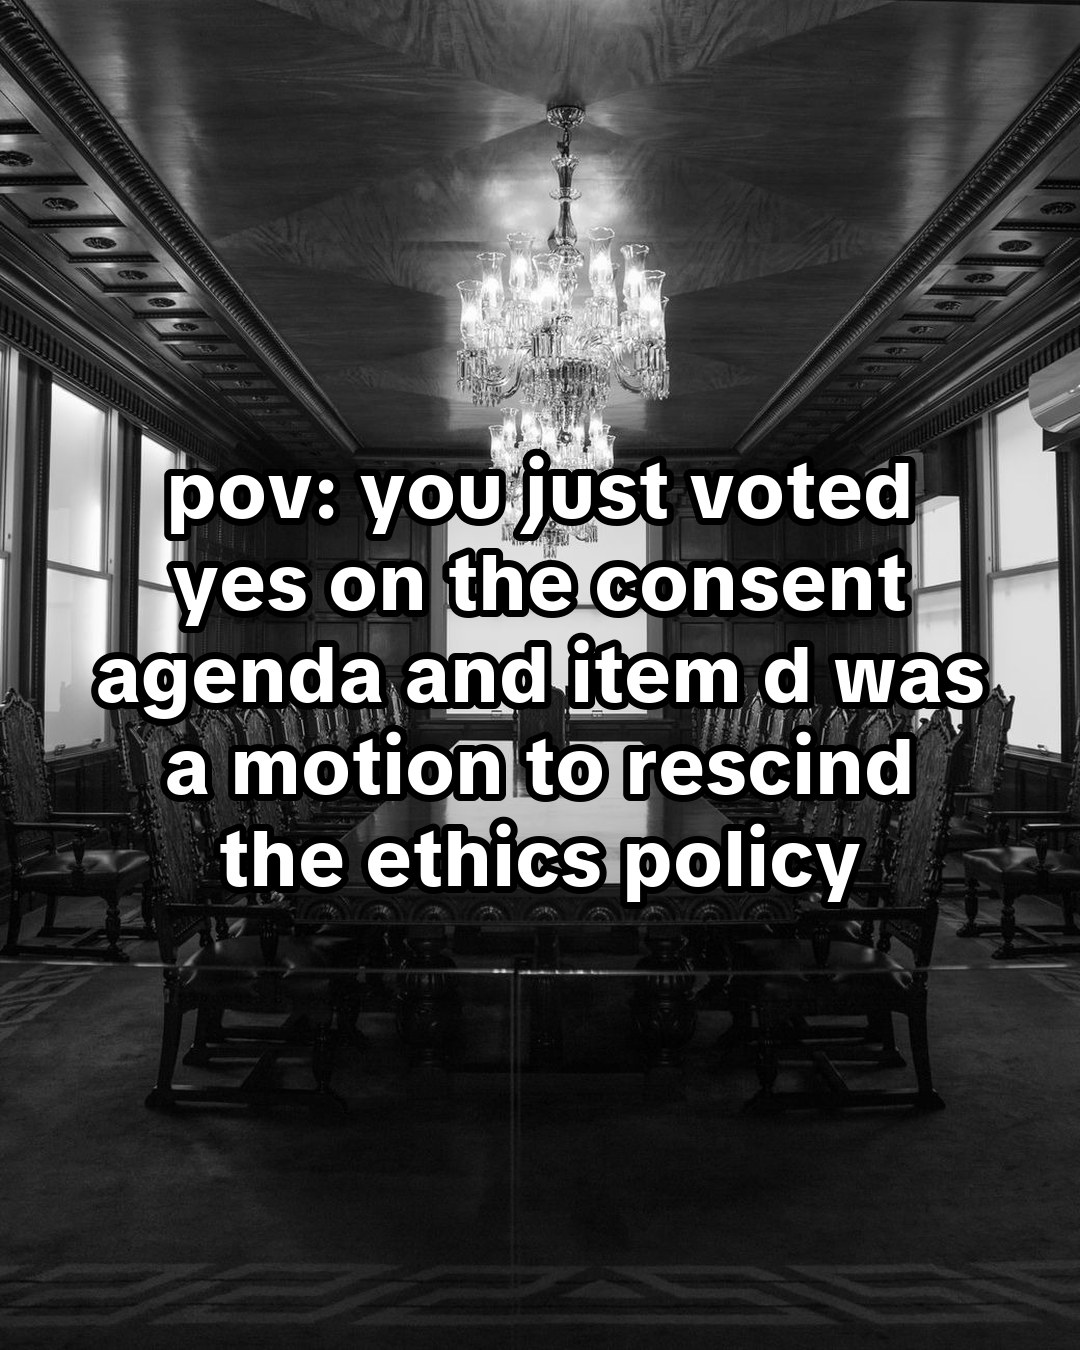 pov: you just voted
yes on the consent
agenda and item d was
a motion to rescind
the ethics policy